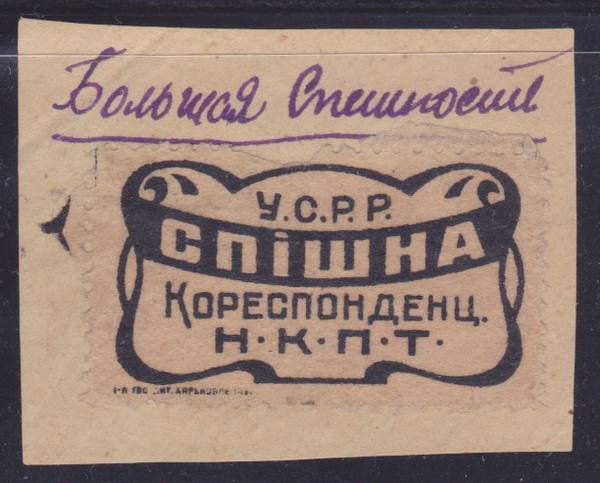 Большая Спешность
У.С.Р.Р.
СПІШНА
КОРЕСПОНДЕНЦ.
Н·К·П·Т·